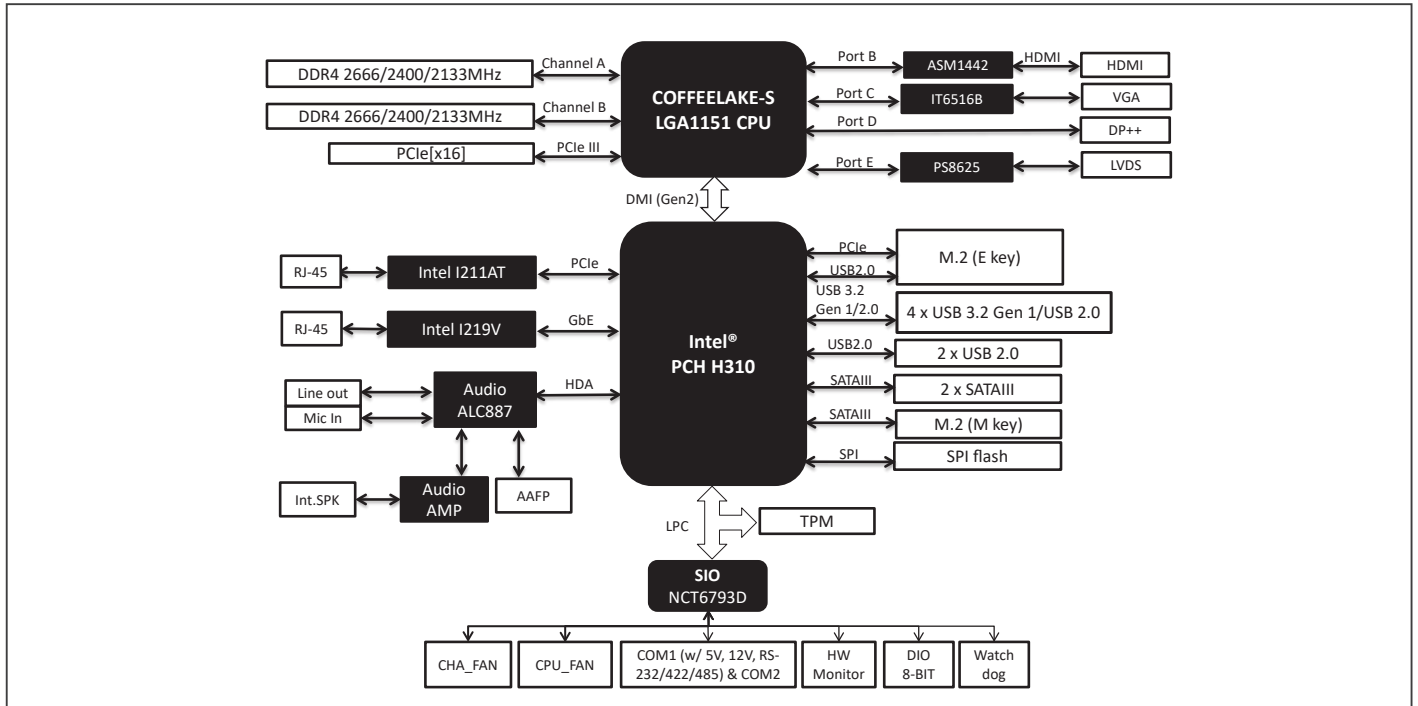 DDR4 2666/2400/2133MHz
Channel A
DDR4 2666/2400/2133MHz
Channel B
PCIe[x16]
PCIe III
COFFEELAKE-S
LGA1151 CPU
Port B
ASM1442
HDMI
HDMI
Port C
IT6516B
VGA
Port D
DP++
Port E
PS8625
LVDS
DMI (Gen2)
RJ-45
Intel I211AT
PCIe
RJ-45
Intel I219V
GbE
Line out
Mic In
Audio
ALC887
HDA
Int.SPK
Audio
AMP
AAFP
Intel®
PCH H310
PCIe
USB2.0
M.2 (E key)
USB 3.2
Gen 1/2.0
4 x USB 3.2 Gen 1/USB 2.0
USB2.0
2 x USB 2.0
SATAIII
2 x SATAIII
SATAIII
M.2 (M key)
SPI
SPI flash
LPC
TPM
SIO
NCT6793D
CHA_FAN
CPU_FAN
COM1 (w/ 5V, 12V, RS-
232/422/485) & COM2
HW
Monitor
DIO
8-BIT
Watch
dog